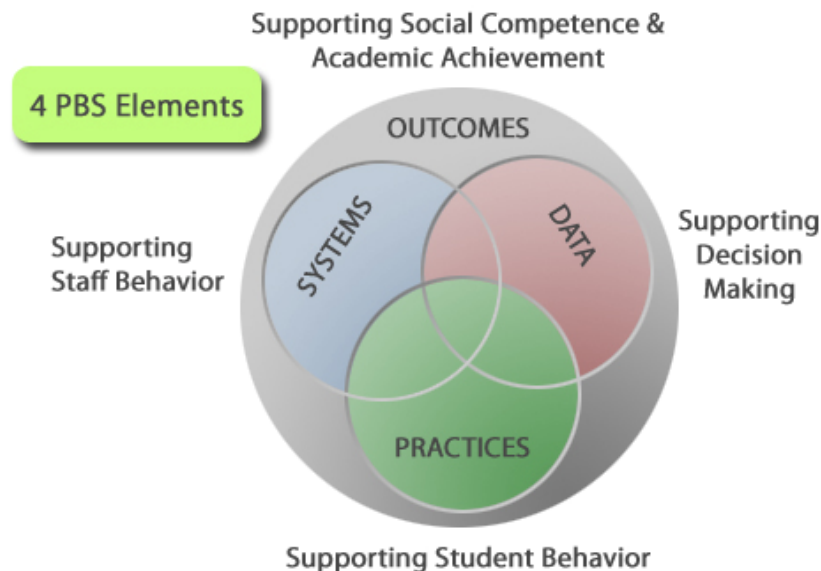 Supporting Social Competence &
Academic Achievement
4 PBS Elements
OUTCOMES
SYSTEMS
DATA
Supporting
Staff Behavior
Supporting
Decision
Making
PRACTICES
Supporting Student Behavior